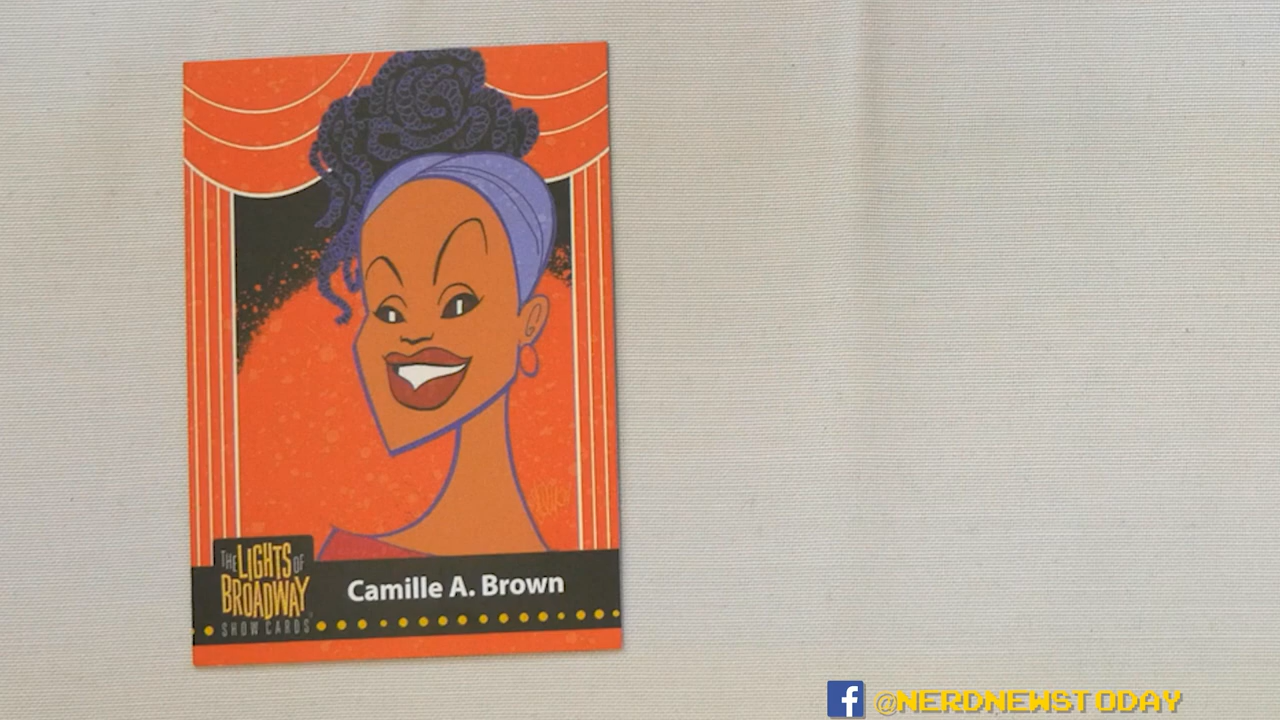 THE LIGHTS OF
BROADWAY
SHOW CARDS
Camille A. Brown
@NERDNEWSTODAY